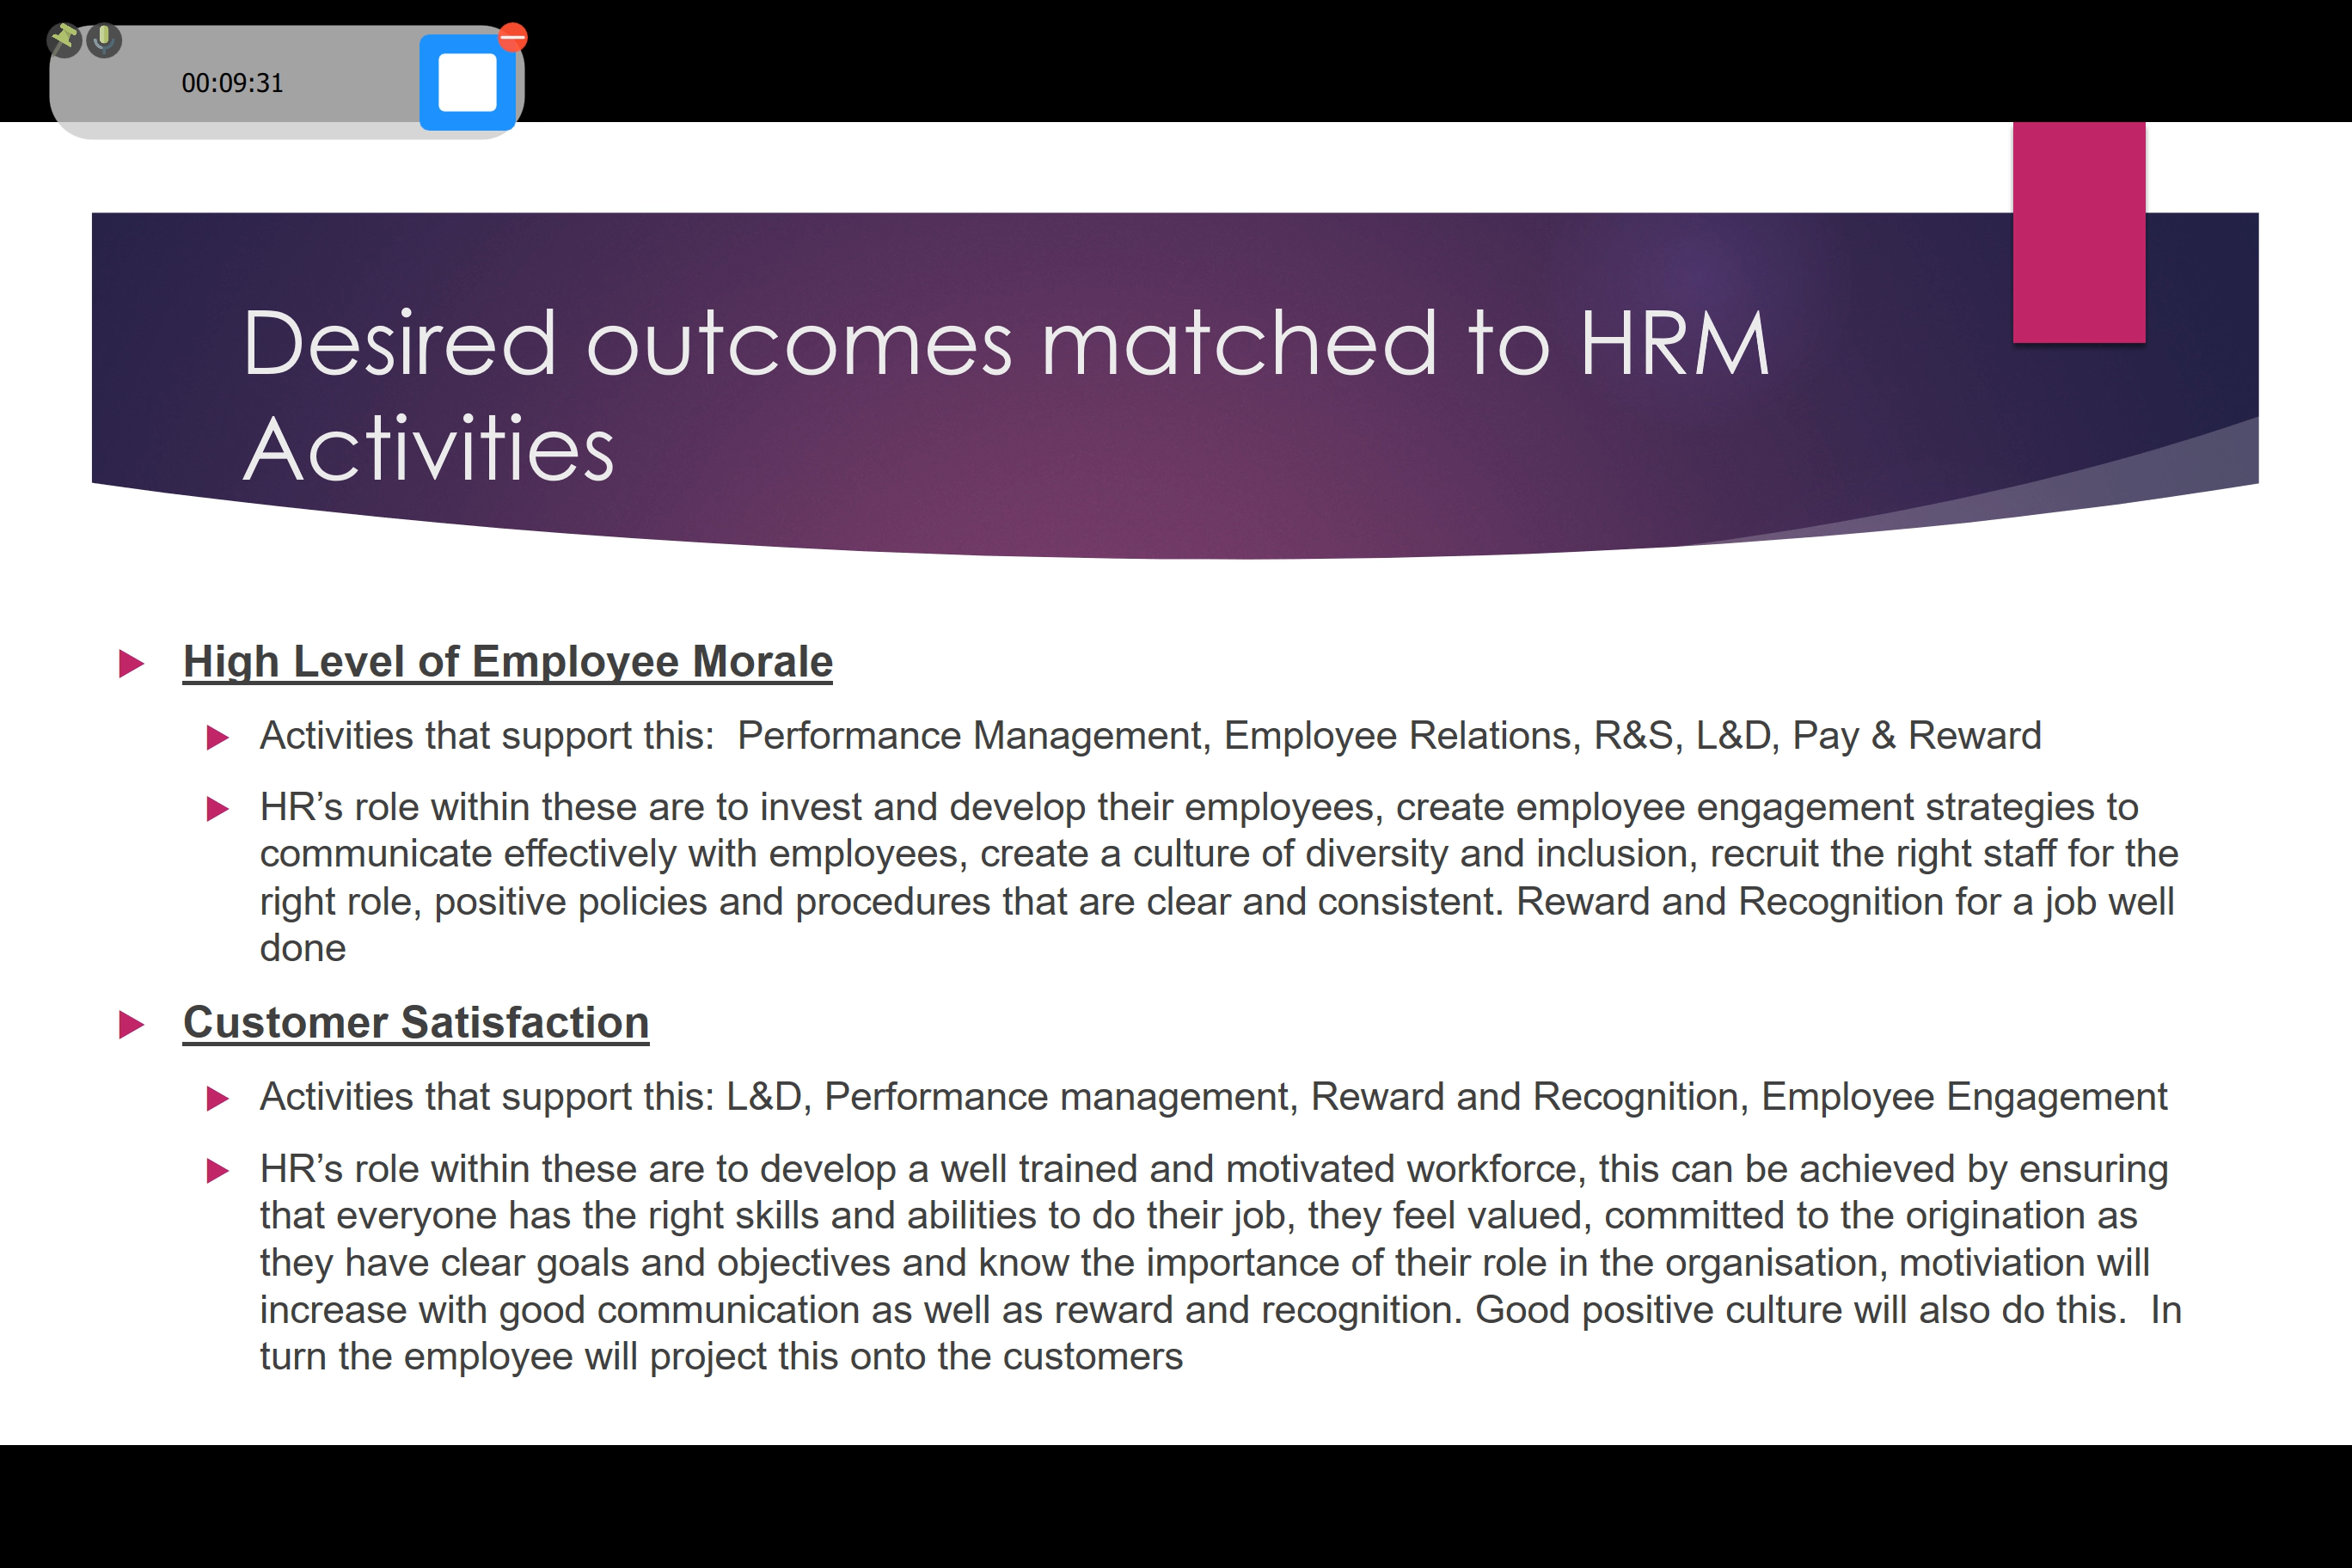 00:09:31
Desired outcomes matched to HRM
Activities
High Level of Employee Morale
Activities that support this:  Performance Management, Employee Relations, R&S, L&D, Pay & Reward
HR’s role within these are to invest and develop their employees, create employee engagement strategies to
communicate effectively with employees, create a culture of diversity and inclusion, recruit the right staff for the
right role, positive policies and procedures that are clear and consistent. Reward and Recognition for a job well
done
Customer Satisfaction
Activities that support this: L&D, Performance management, Reward and Recognition, Employee Engagement
HR’s role within these are to develop a well trained and motivated workforce, this can be achieved by ensuring
that everyone has the right skills and abilities to do their job, they feel valued, committed to the origination as
they have clear goals and objectives and know the importance of their role in the organisation, motiviation will
increase with good communication as well as reward and recognition. Good positive culture will also do this.  In
turn the employee will project this onto the customers